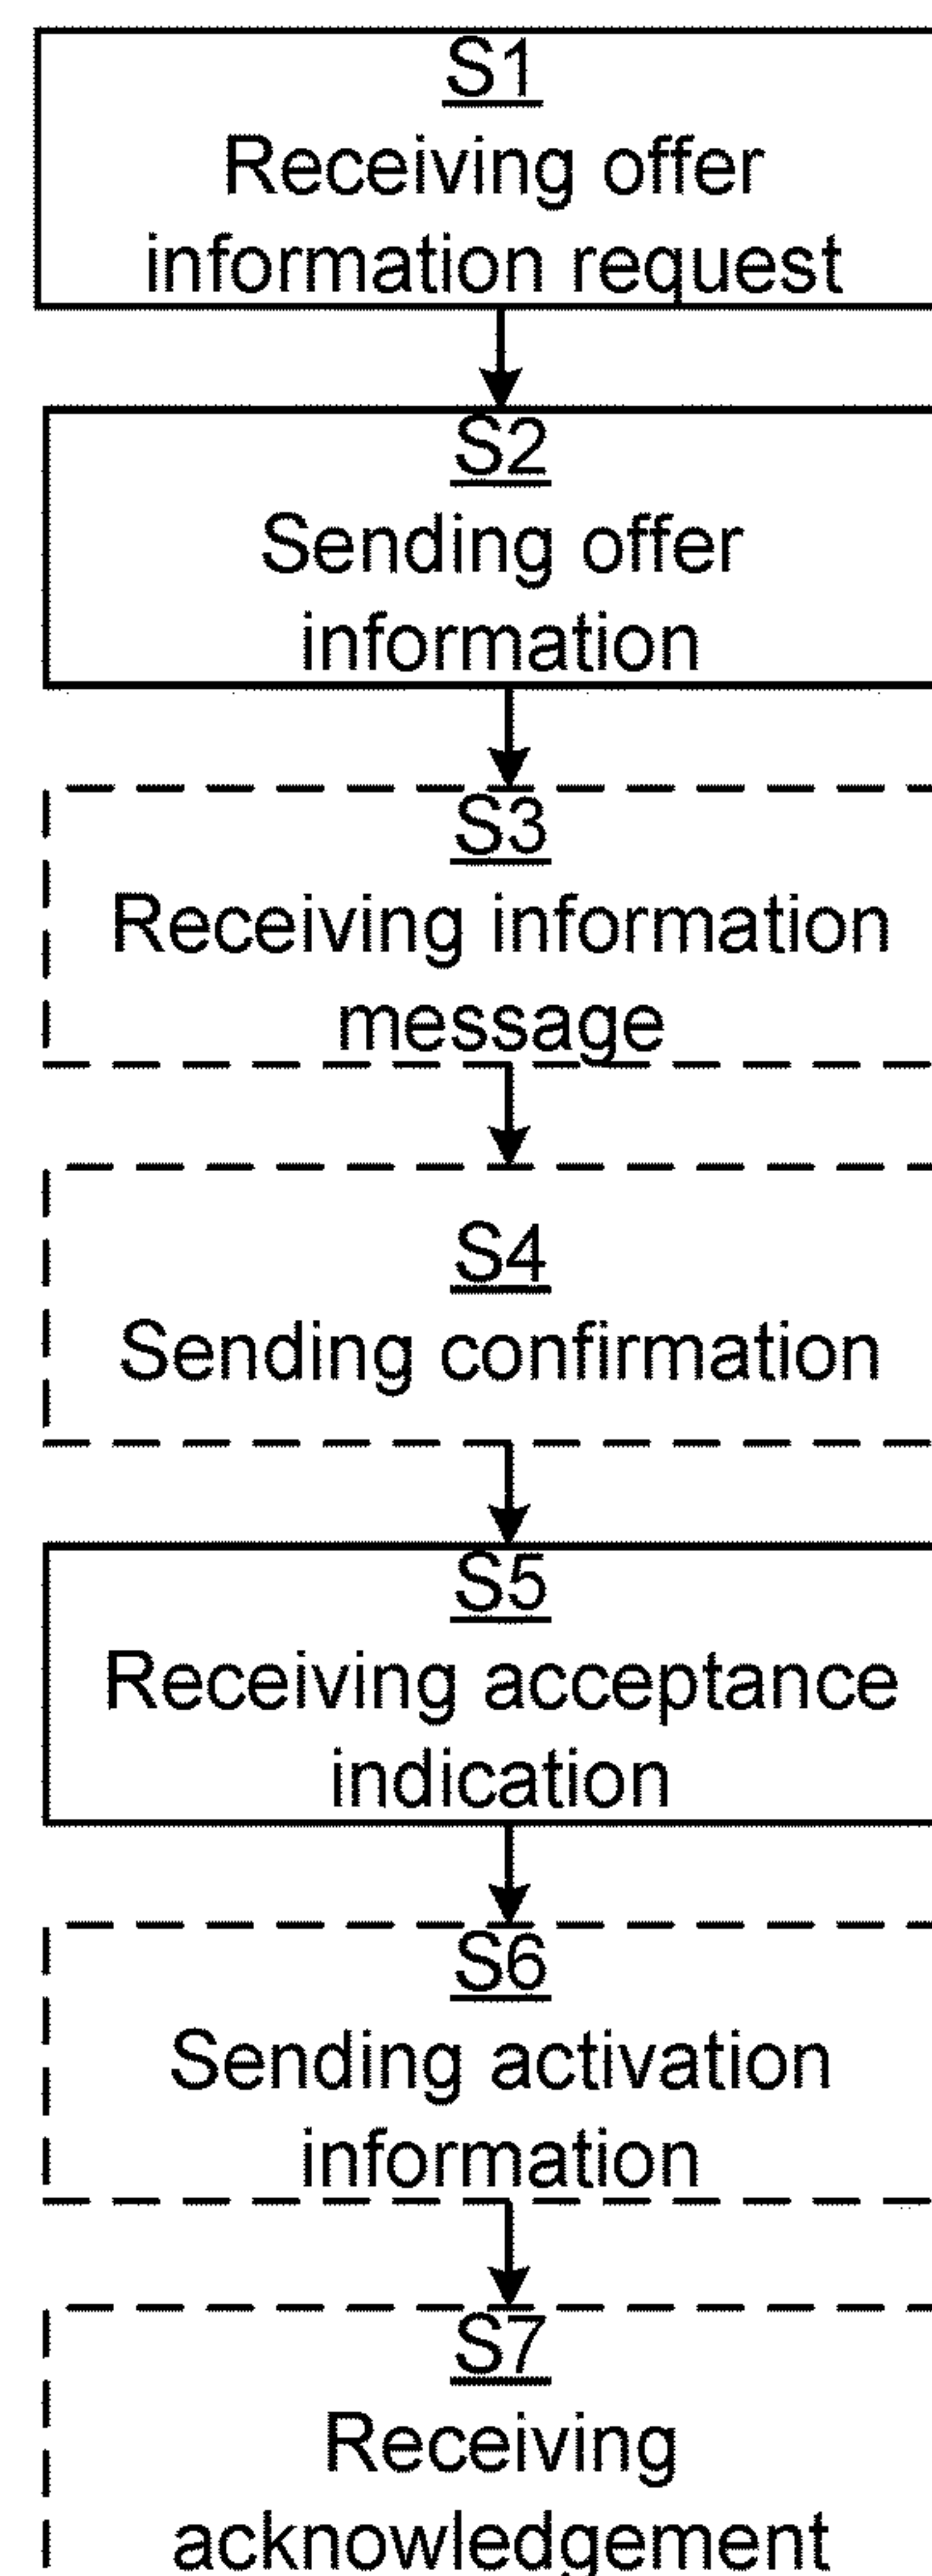 S1
Receiving offer
information request
S2
Sending offer
information
S3
Receiving information
message
S4
Sending confirmation
S5
Receiving acceptance
indication
S6
Sending activation
information
S7
Receiving
acknowledgement